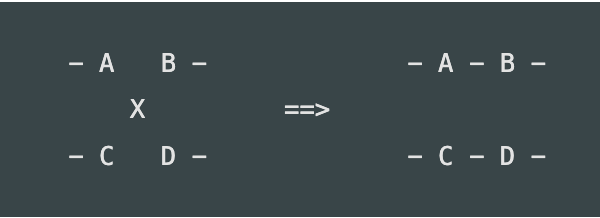 – A   B –         – A – B –
    X        ==>
– C   D –         – C – D –